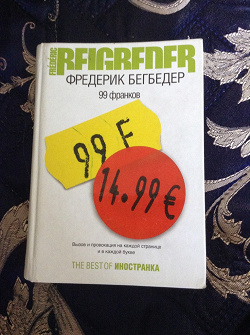 FRÉDÉRIC
BEIGBEDER
ФРЕДЕРИК БЕГБЕДЕР
99 франков
99 F
14.99 €
Вызов и провокация на каждой странице
и в каждой букве
THE BEST OF ИНОСТРАНКА